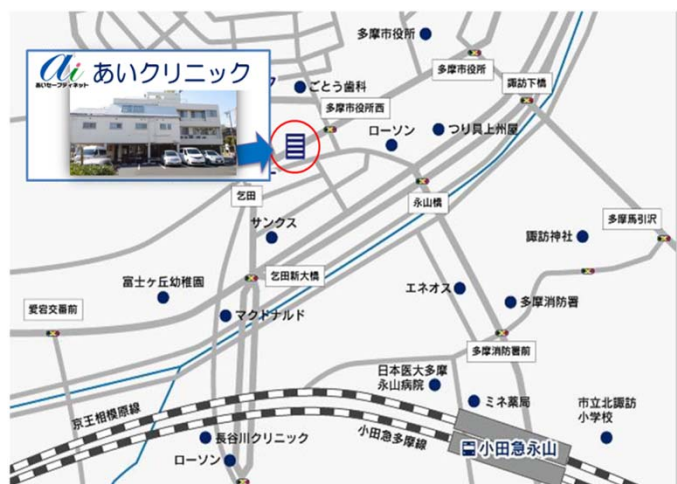 多摩市役所
ai あいクリニック
あいセーフティネット
多摩市役所
諏訪下橋
ごとう歯科
多摩市役所西
ローソン
つり具上州屋
乞田
永山橋
サンクス
多摩馬引沢
諏訪神社
乞田新大橋
富士ヶ丘幼稚園
エネオス
多摩消防署
愛宕交番前
マクドナルド
多摩消防署前
日本医大多摩
永山病院
ミネ薬局
市立北諏訪
小学校
京王相模原線
長谷川クリニック
小田急多摩線
小田急永山
ローソン